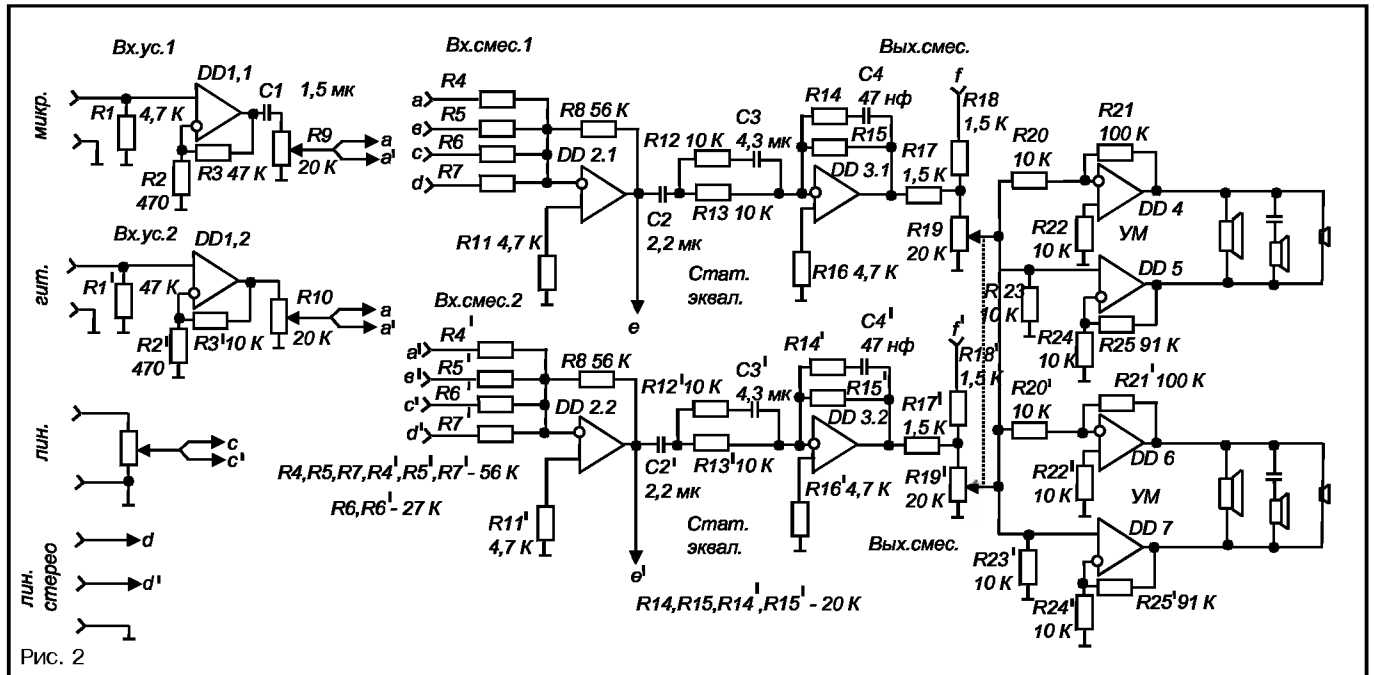 Вх.ус.1
микр.
R1
4,7 К
DD1,1
C1
1,5 мк
R2
470
R3 47 К
R9
20 К
a
a'
Вх.ус.2
гит.
R1'
47 К
DD1,2
R2'
470
R3' 10 К
R10
20 К
a
a'
лин.
c
c'
лин. стерео
d
d'
Вх.смес.1
a
в
c
d
R4
R5
R6
R7
R8 56 К
DD 2.1
R11 4,7 К
e
C2
2,2 мк
R12 10 К
C3
4,3 мк
R13 10 К
Стат.
эквал.
Вых.смес.
R14
C4
47 нф
R15
DD 3.1
R16 4,7 К
R17
1,5 К
f
R18
1,5 К
R19
20 К
Вх.смес.2
a'
в'
c'
d'
R4'
R5'
R6'
R7'
R8 56 К
DD 2.2
R4,R5,R7,R4',R5',R7'- 56 К
R6,R6'- 27 К
R11'
4,7 К
e'
C2'
2,2 мк
R12' 10 К
C3'
4,3 мк
R13' 10 К
Стат.
эквал.
R14'
C4'
47 нф
R15'
DD 3.2
R16' 4,7 К
R17'
1,5 К
f'
R18'
1,5 К
R19'
20 К
Вых.смес.
R14,R15,R14',R15' - 20 К
R20
10 К
R21
100 К
DD 4
R22
10 К
УМ
DD 5
R 23
10 К
R24
10 К
R25 91 К
R20'
10 К
R21' 100 К
DD 6
R22'
10 К
УМ
DD 7
R23'
10 К
R24'
10 К
R25' 91 К
Рис. 2